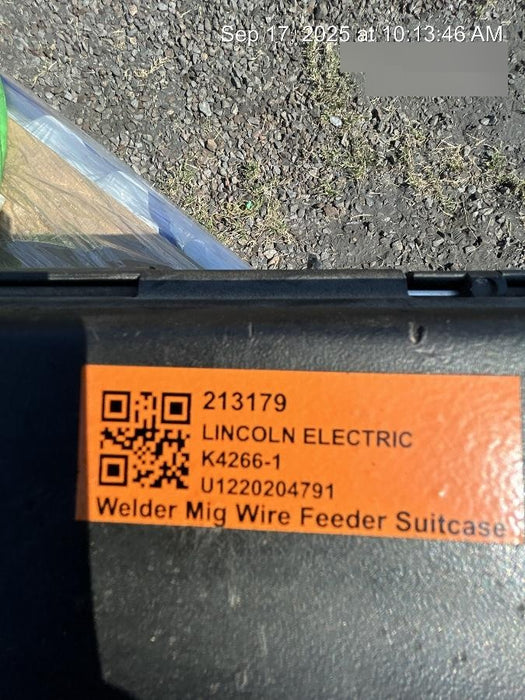 Sep 17, 2025 at 10:13:46 AM
213179
LINCOLN ELECTRIC
K4266-1
U1220204791
Welder Mig Wire Feeder Suitcase